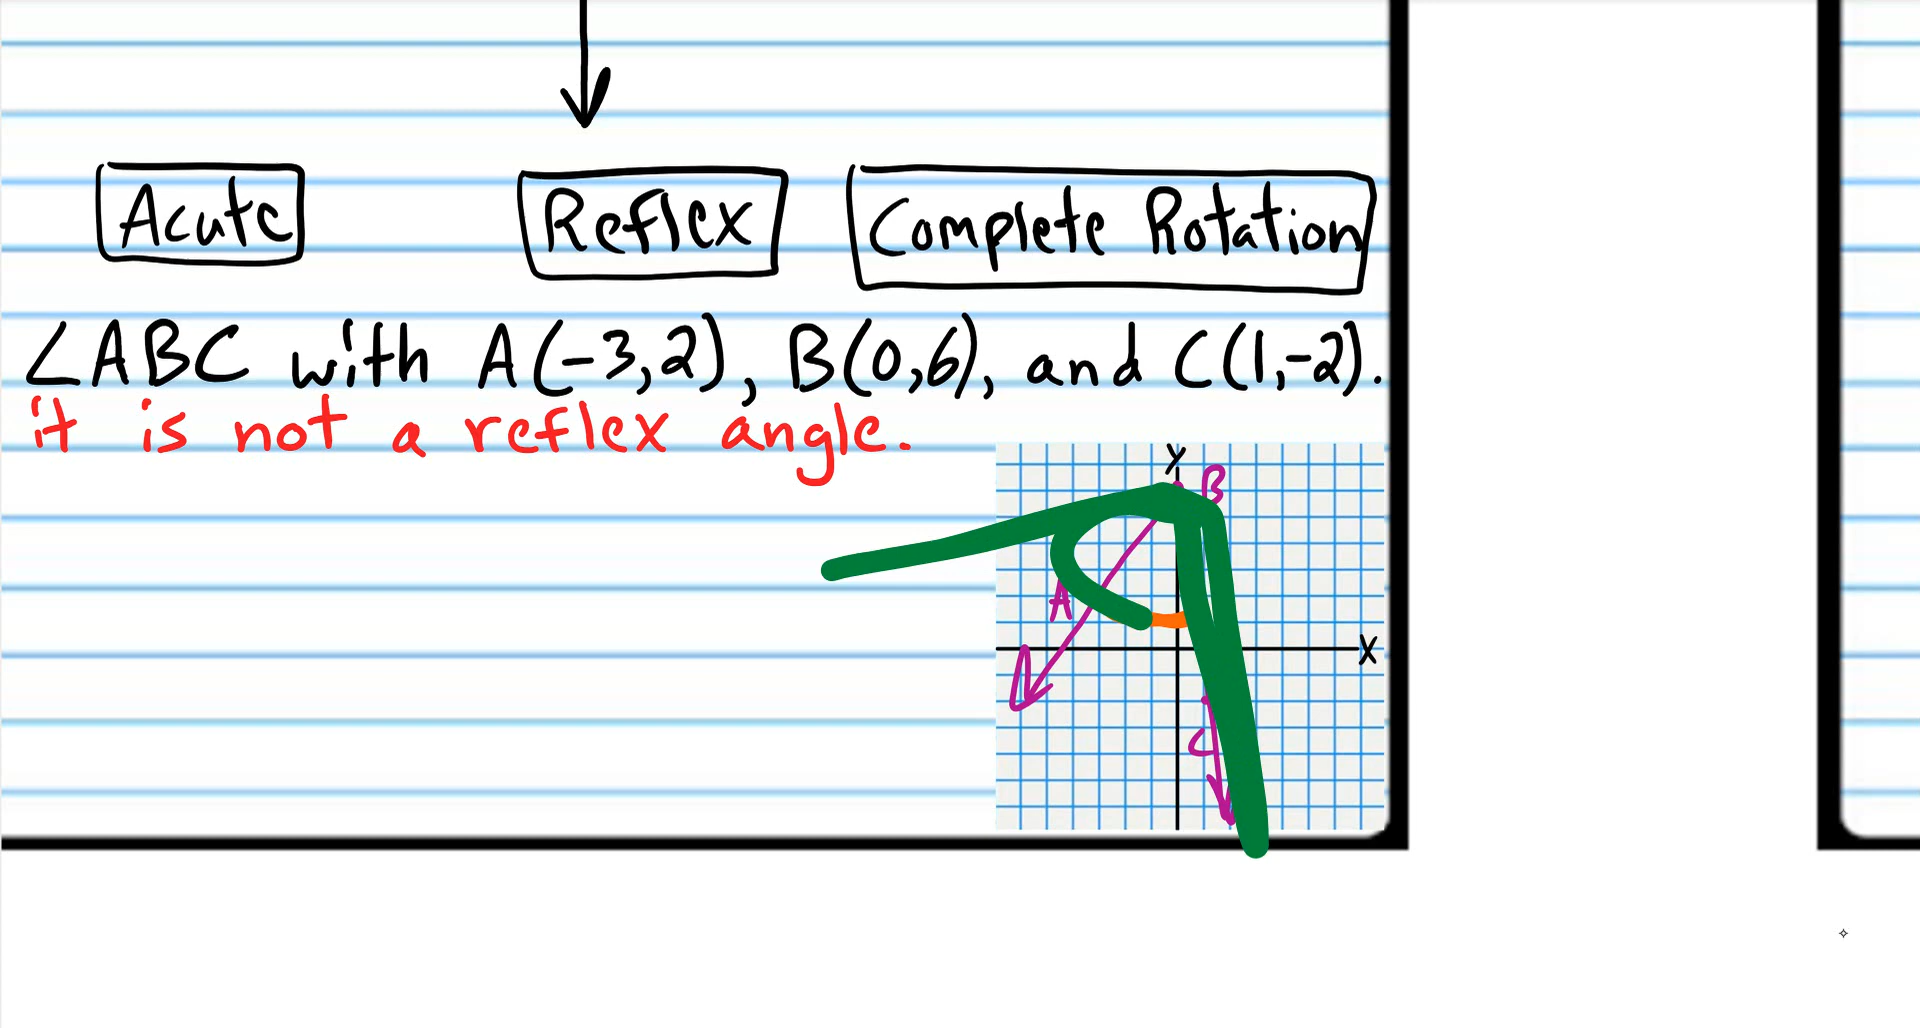 Acute Reflex Complete Rotation
∠ABC with A(-3,2), B(0,6), and C(1,-2).
it is not a reflex angle.
y
B
A
x
C